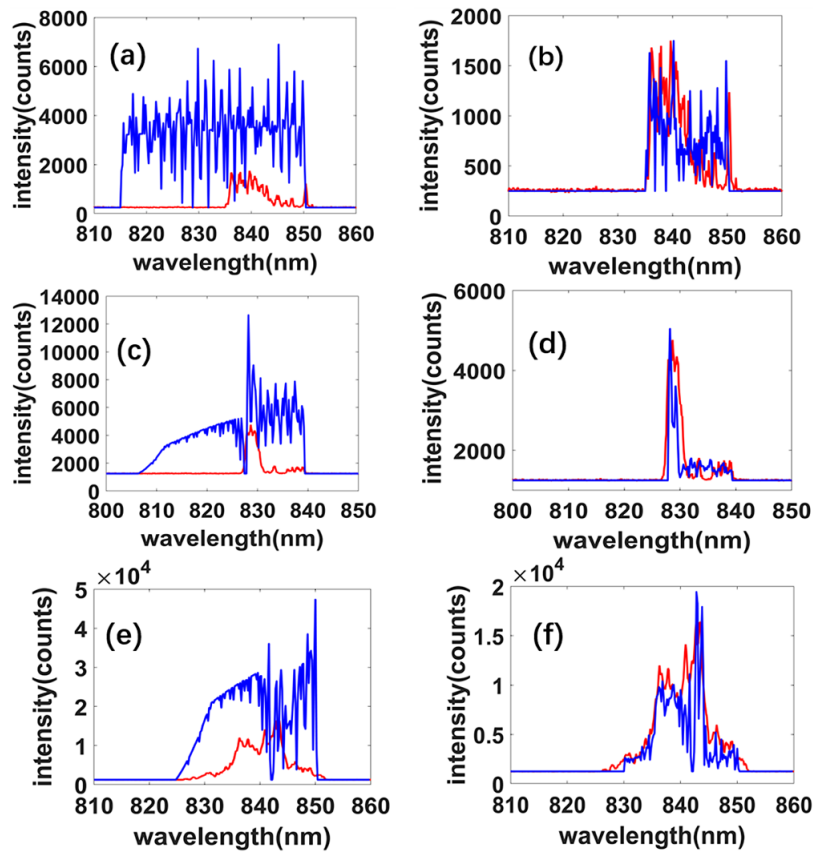 (a)
intensity(counts)
8000
6000
4000
2000
0
810 820 830 840 850 860
wavelength(nm)
(b)
intensity(counts)
2000
1500
1000
500
0
810 820 830 840 850 860
wavelength(nm)
(c)
intensity(counts)
14000
12000
10000
8000
6000
4000
2000
0
800 810 820 830 840 850
wavelength(nm)
(d)
intensity(counts)
6000
4000
2000
800 810 820 830 840 850
wavelength(nm)
(e)
× 10⁴
intensity(counts)
5
4
3
2
1
0
810 820 830 840 850 860
wavelength(nm)
(f)
× 10⁴
intensity(counts)
2
1.5
1
0.5
0
810 820 830 840 850 860
wavelength(nm)